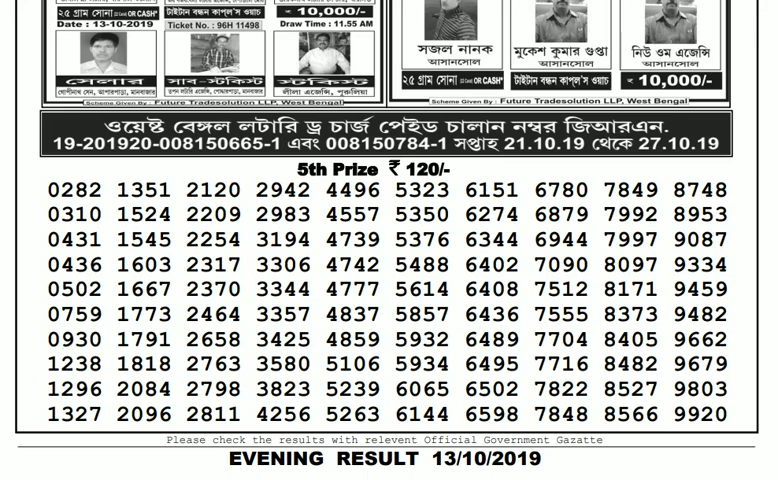 ২৫ গ্রাম সোনা OR CASH*
Date : 13-10-2019
টাইটান বন্ধন কাপ্‌ল'স ওয়াচ
Ticket No. : 96H 11498
₹ 10,000/-
Draw Time : 11.55 AM
সেলার
গোপীনাথ সেন, আপারপাড়া, মানবাজার
সাব-স্টকিস্ট
তপন লটারি এজেন্সি, পোদ্দারপাড়া, মানবাজার
স্টকিস্ট
লীলা এজেন্সি, পুরুলিয়া
Scheme Given By : Future Tradesolution LLP, West Bengal
সজল নানক
আসানসোল
মুকেশ কুমার গুপ্তা
আসানসোল
নিউ ওম এজেন্সি
আসানসোল
২৫ গ্রাম সোনা OR CASH*
টাইটান বন্ধন কাপ্‌ল'স ওয়াচ
₹ 10,000/-
Scheme Given By : Future Tradesolution LLP, West Bengal
ওয়েষ্ট বেঙ্গল লটারি ড্র চার্জ পেইড চালান নম্বর জিআরএন.
19-201920-008150665-1 এবং 008150784-1 সপ্তাহ 21.10.19 থেকে 27.10.19
5th Prize ₹ 120/-
0282 1351 2120 2942 4496 5323 6151 6780 7849 8748
0310 1524 2209 2983 4557 5350 6274 6879 7992 8953
0431 1545 2254 3194 4739 5376 6344 6944 7997 9087
0436 1603 2317 3306 4742 5488 6402 7090 8097 9334
0502 1667 2370 3344 4777 5614 6408 7512 8171 9459
0759 1773 2464 3357 4837 5857 6436 7555 8373 9482
0930 1791 2658 3425 4859 5932 6489 7704 8405 9662
1238 1818 2763 3580 5106 5934 6495 7716 8482 9679
1296 2084 2798 3823 5239 6065 6502 7822 8527 9803
1327 2096 2811 4256 5263 6144 6598 7848 8566 9920
Please check the results with relevent Official Government Gazatte
EVENING RESULT 13/10/2019